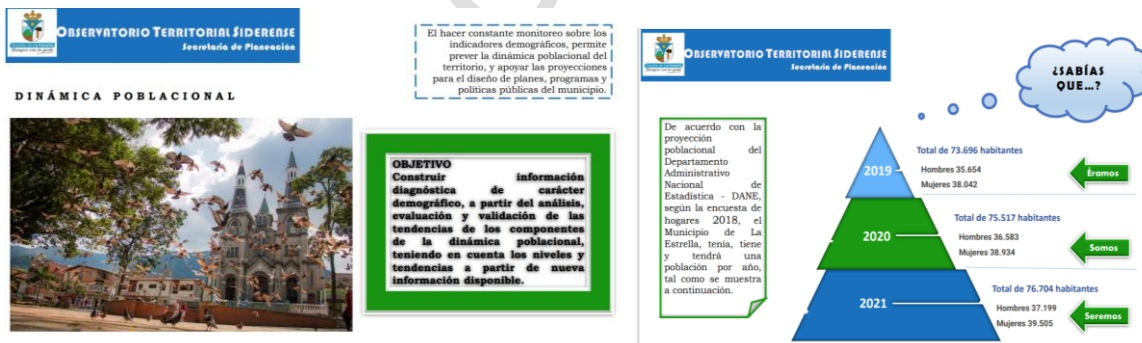 OBSERVATORIO TERRITORIAL SIDERENSE
Secretaría de Planeación
DINÁMICA POBLACIONAL
El hacer constante monitoreo sobre los
indicadores demográficos, permite
prever la dinámica poblacional del
territorio, y apoyar las proyecciones
para el diseño de planes, programas y
políticas públicas del municipio.
OBJETIVO
Construir información
diagnóstica de carácter
demográfico, a partir del análisis,
evaluación y validación de las
tendencias de los componentes
de la dinámica poblacional,
teniendo en cuenta los niveles y
tendencias a partir de nueva
información disponible.
OBSERVATORIO TERRITORIAL SIDERENSE
Secretaría de Planeación
¿SABÍAS
QUE...?
De acuerdo con la
proyección
poblacional del
Departamento
Administrativo
Nacional de
Estadística - DANE,
según la encuesta de
hogares 2018, el
Municipio de La
Estrella, tenía, tiene
y tendrá una
población por año,
tal como se muestra
a continuación.
2019
Total de 73.696 habitantes
Hombres 35.654
Mujeres 38.042
Éramos
2020
Total de 75.517 habitantes
Hombres 36.583
Mujeres 38.934
Somos
2021
Total de 76.704 habitantes
Hombres 37.199
Mujeres 39.505
Seremos